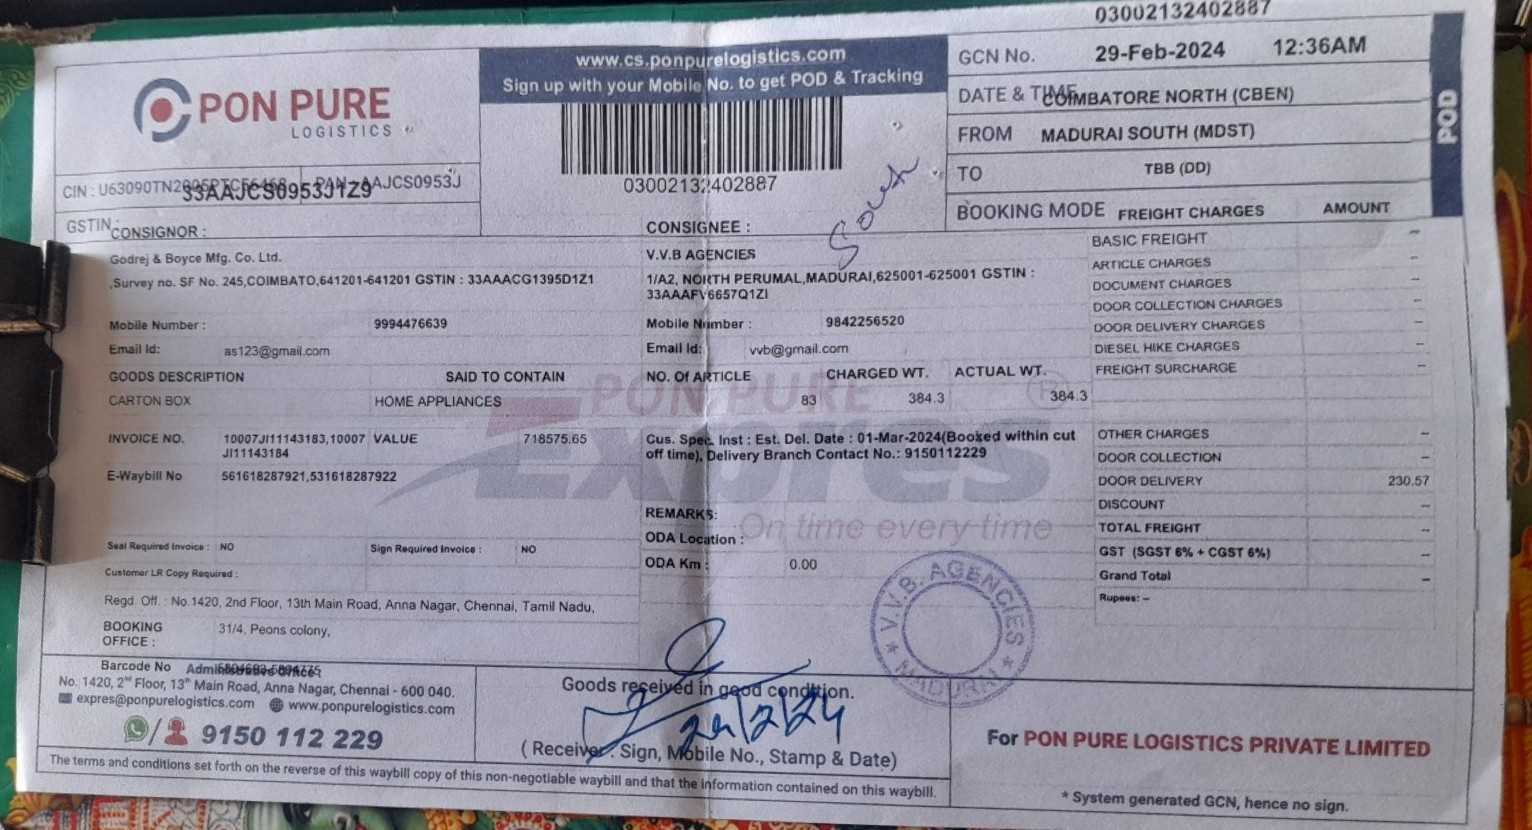 03002132402887
PON PURE
LOGISTICS
www.cs.ponpurelogistics.com
Sign up with your Mobile No. to get POD & Tracking
03002132402887
GCN No. 29-Feb-2024 12:36AM
DATE & TIME COIMBATORE NORTH (CBEN)
FROM MADURAI SOUTH (MDST)
TO TBB (DD)
BOOKING MODE FREIGHT CHARGES AMOUNT
POD
CIN : PAN - AAJCS0953J
33AAJCS0953J1Z9
GSTIN :
CONSIGNOR :
Godrej & Boyce Mfg. Co. Ltd.
,Survey no. SF No. 245,COIMBATO,641201-641201 GSTIN : 33AAACG1395D1Z1
Mobile Number : 9994476639
Email Id: as123@gmail.com
CONSIGNEE :
South
V.V.B AGENCIES
1/A2, NORTH PERUMAL,MADURAI,625001-625001 GSTIN :
33AAAFV6657Q1ZI
Mobile Number : 9842256520
Email Id: vvb@gmail.com
GOODS DESCRIPTION SAID TO CONTAIN NO. Of ARTICLE CHARGED WT. ACTUAL WT.
CARTON BOX HOME APPLIANCES 83 384.3 384.3
INVOICE NO. 10007JI11143183,10007 VALUE 718575.65
JI11143184
E-Waybill No 561618287921,531618287922
Cus. Spec. Inst : Est. Del. Date : 01-Mar-2024(Booked within cut
off time), Delivery Branch Contact No.: 9150112229
PON PURE
Expres
On time every time
REMARKS:
ODA Location :
ODA Km : 0.00
Seal Required Invoice : NO Sign Required Invoice : NO
Customer LR Copy Required :
Regd. Off. : No.1420, 2nd Floor, 13th Main Road, Anna Nagar, Chennai, Tamil Nadu,
BOOKING 31/4, Peons colony,
OFFICE :
BASIC FREIGHT –
ARTICLE CHARGES –
DOCUMENT CHARGES –
DOOR COLLECTION CHARGES –
DOOR DELIVERY CHARGES –
DIESEL HIKE CHARGES –
FREIGHT SURCHARGE –
OTHER CHARGES –
DOOR COLLECTION –
DOOR DELIVERY 230.57
DISCOUNT –
TOTAL FREIGHT –
GST (SGST 6% + CGST 6%) –
Grand Total –
Rupees: –
V.V.B. AGENCIES
★ MADURAI ★
Barcode No Administrative Office :
No. 1420, 2nd Floor, 13th Main Road, Anna Nagar, Chennai - 600 040.
expres@ponpurelogistics.com www.ponpurelogistics.com
/ 9150 112 229
Goods received in good condition.
29/2/24
( Receiver : Sign, Mobile No., Stamp & Date)
For PON PURE LOGISTICS PRIVATE LIMITED
* System generated GCN, hence no sign.
The terms and conditions set forth on the reverse of this waybill copy of this non-negotiable waybill and that the information contained on this waybill.